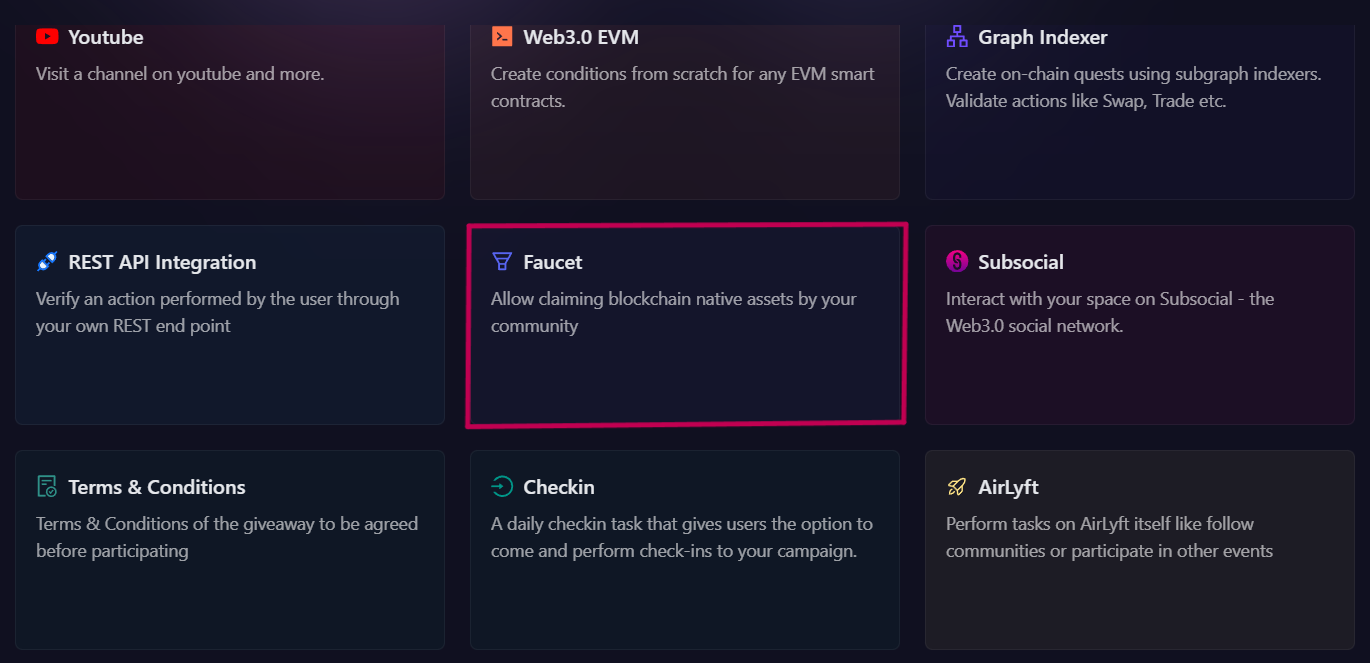 Youtube
Visit a channel on youtube and more.
Web3.0 EVM
Create conditions from scratch for any EVM smart
contracts.
Graph Indexer
Create on-chain quests using subgraph indexers.
Validate actions like Swap, Trade etc.
REST API Integration
Verify an action performed by the user through
your own REST end point
Faucet
Allow claiming blockchain native assets by your
community
Subsocial
Interact with your space on Subsocial - the
Web3.0 social network.
Terms & Conditions
Terms & Conditions of the giveaway to be agreed
before participating
Checkin
A daily checkin task that gives users the option to
come and perform check-ins to your campaign.
AirLyft
Perform tasks on AirLyft itself like follow
communities or participate in other events